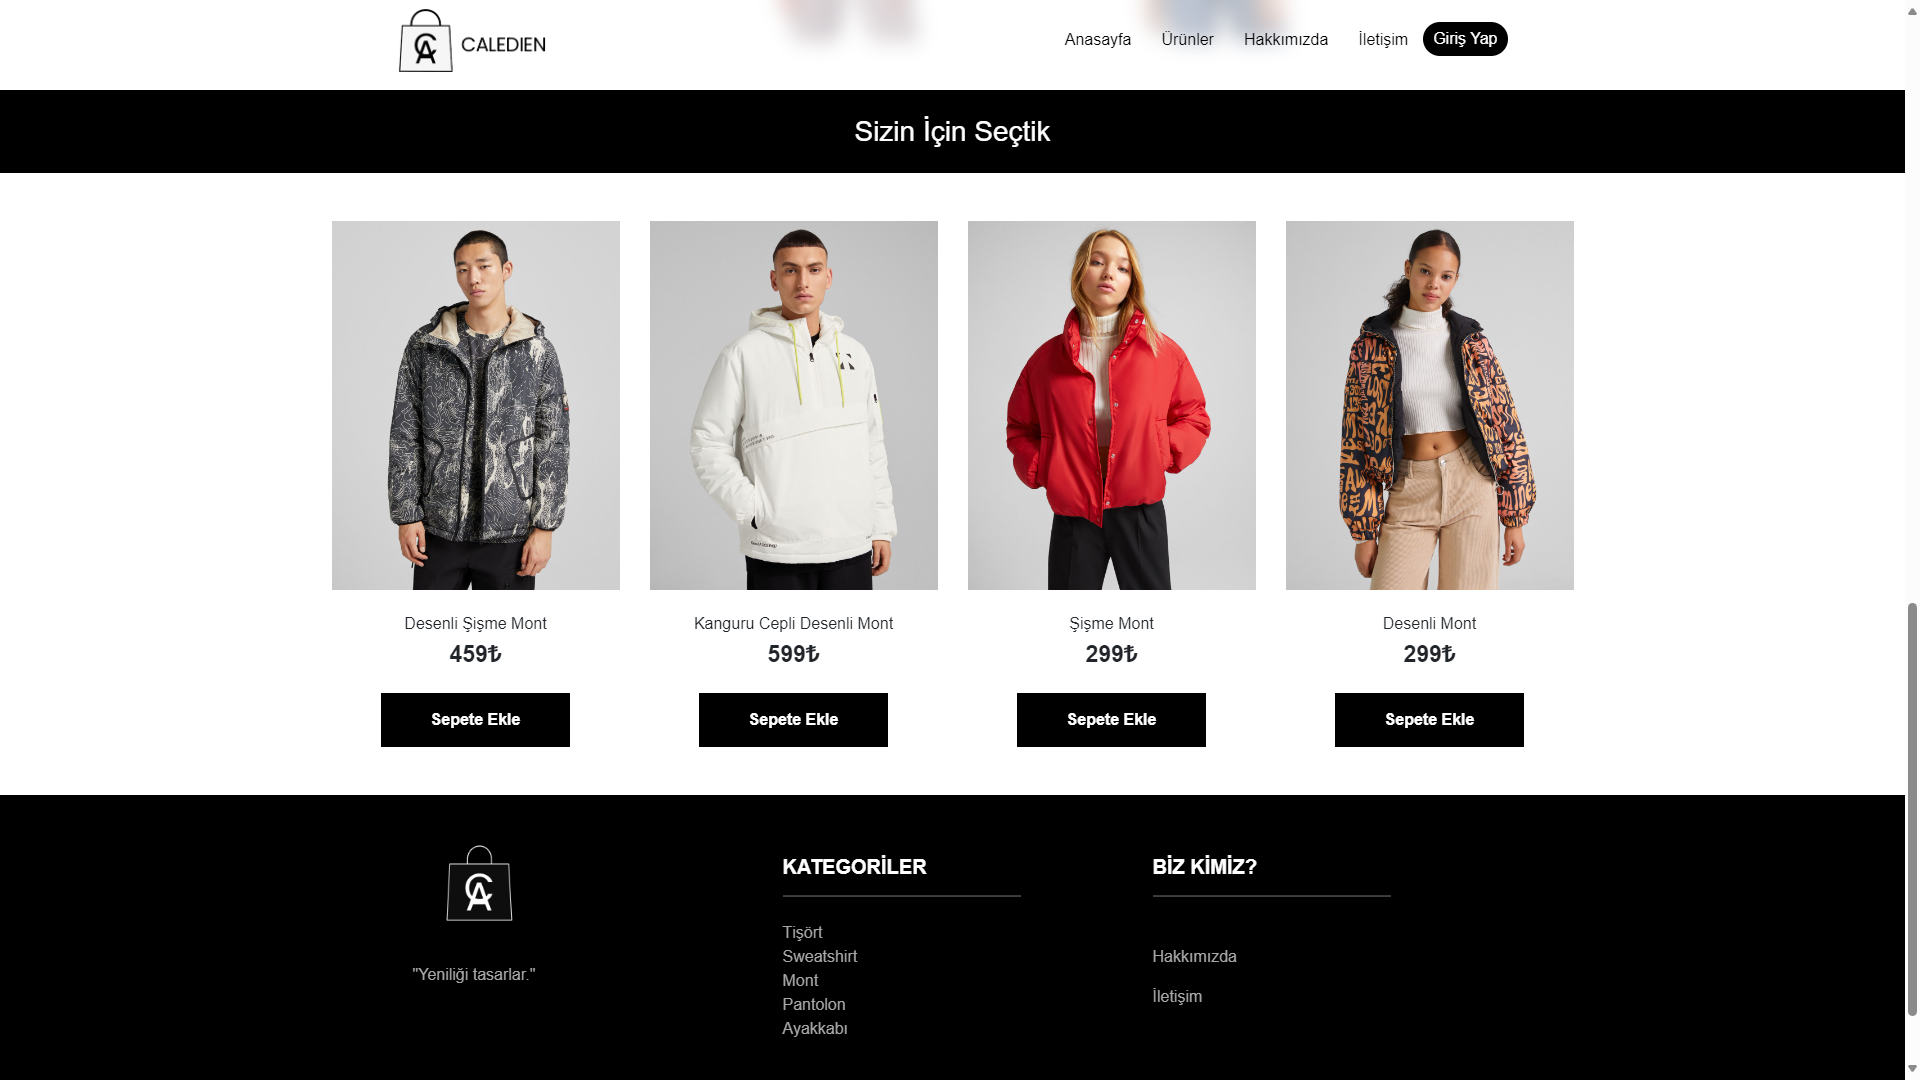 CA CALEDIEN
Anasayfa Ürünler Hakkımızda İletişim Giriş Yap
Sizin İçin Seçtik
Desenli Şişme Mont
459₺
Sepete Ekle
Kanguru Cepli Desenli Mont
599₺
Sepete Ekle
Şişme Mont
299₺
Sepete Ekle
Desenli Mont
299₺
Sepete Ekle
CA
"Yeniliği tasarlar."
KATEGORİLER
Tişört
Sweatshirt
Mont
Pantolon
Ayakkabı
BİZ KİMİZ?
Hakkımızda
İletişim